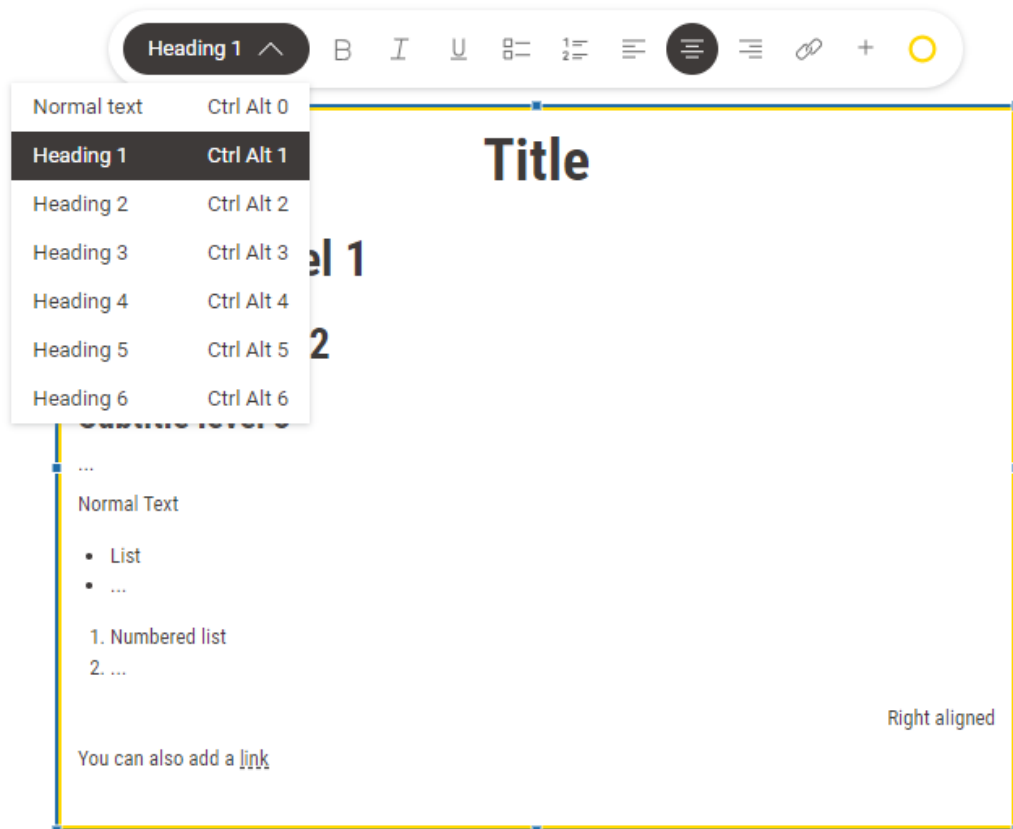 Heading 1
B I U
Normal text Ctrl Alt 0
Heading 1 Ctrl Alt 1
Heading 2 Ctrl Alt 2
Heading 3 Ctrl Alt 3
Heading 4 Ctrl Alt 4
Heading 5 Ctrl Alt 5
Heading 6 Ctrl Alt 6
Title
el 1
2
...
Normal Text
• List
• ...
1. Numbered list
2. ...
Right aligned
You can also add a link